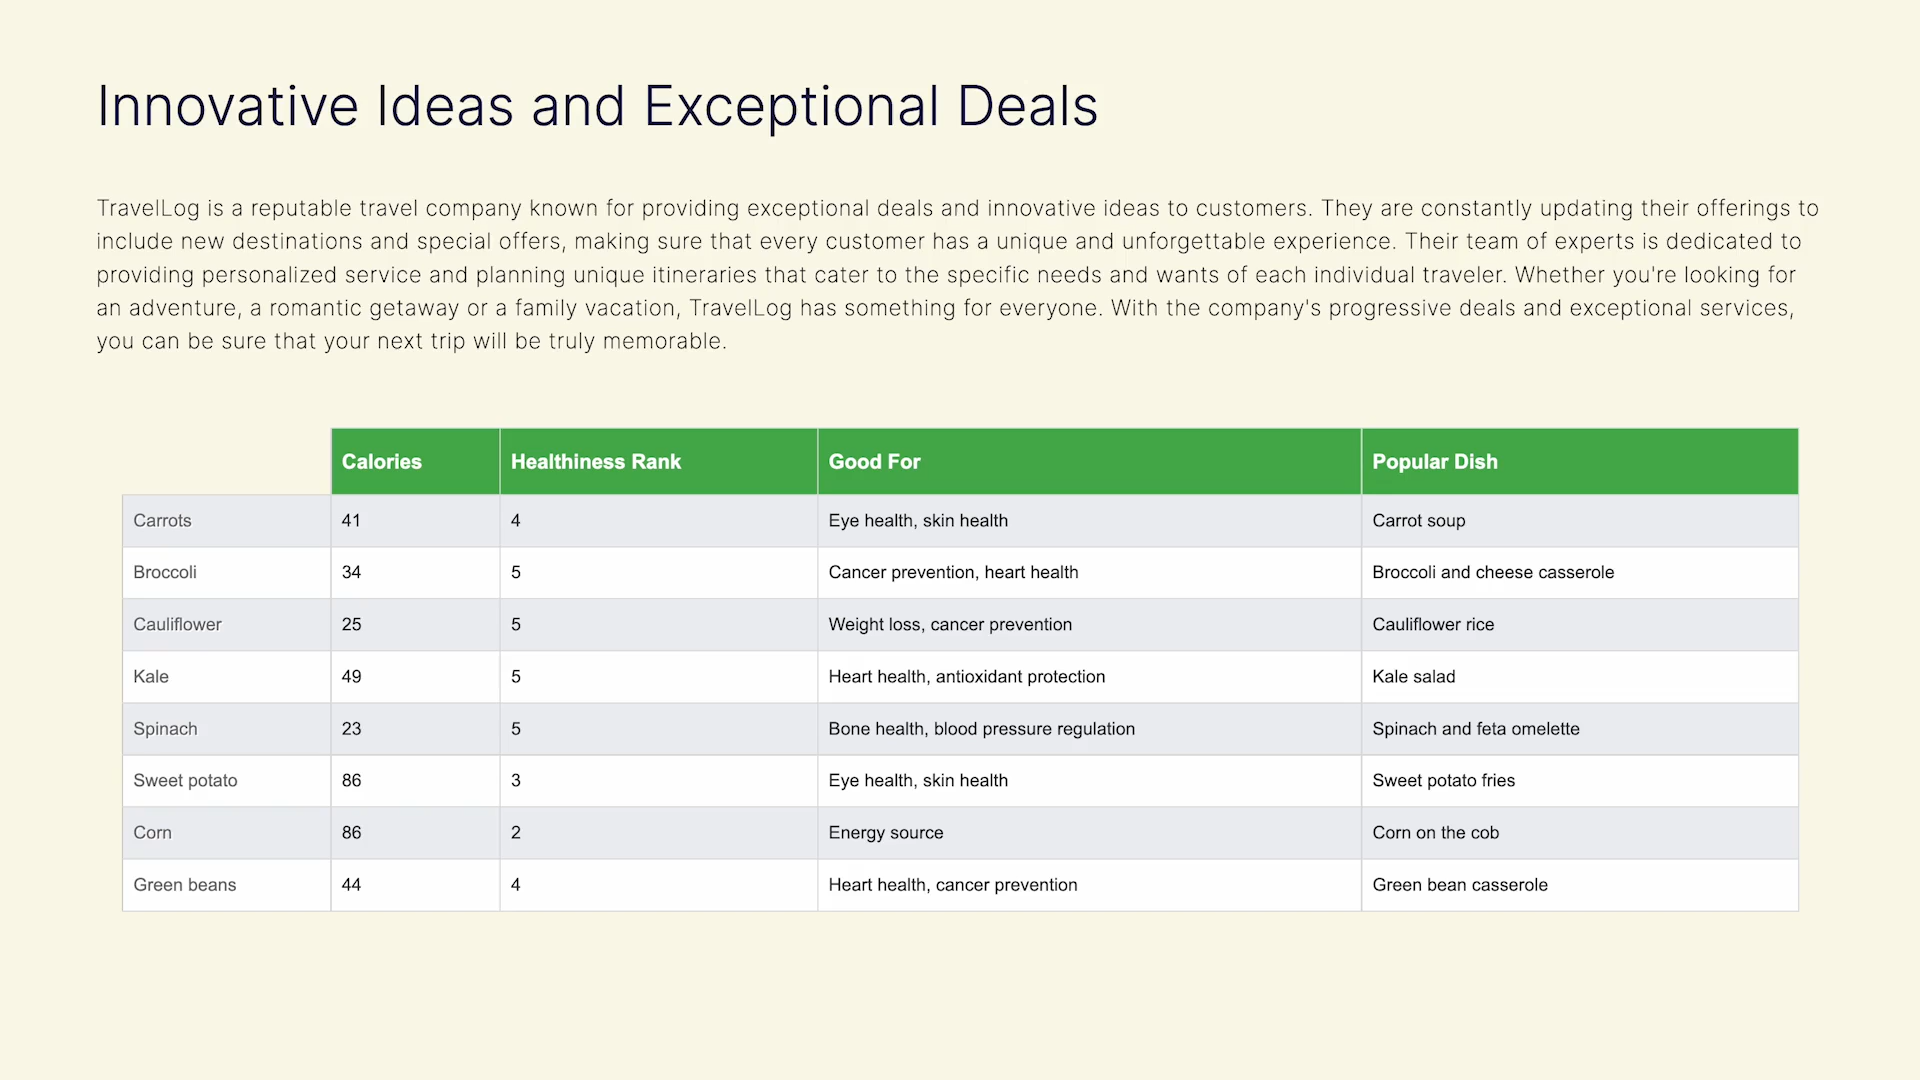 Innovative Ideas and Exceptional Deals
TravelLog is a reputable travel company known for providing exceptional deals and innovative ideas to customers. They are constantly updating their offerings to
include new destinations and special offers, making sure that every customer has a unique and unforgettable experience. Their team of experts is dedicated to
providing personalized service and planning unique itineraries that cater to the specific needs and wants of each individual traveler. Whether you're looking for
an adventure, a romantic getaway or a family vacation, TravelLog has something for everyone. With the company's progressive deals and exceptional services,
you can be sure that your next trip will be truly memorable.
Calories Healthiness Rank Good For Popular Dish
Carrots 41 4 Eye health, skin health Carrot soup
Broccoli 34 5 Cancer prevention, heart health Broccoli and cheese casserole
Cauliflower 25 5 Weight loss, cancer prevention Cauliflower rice
Kale 49 5 Heart health, antioxidant protection Kale salad
Spinach 23 5 Bone health, blood pressure regulation Spinach and feta omelette
Sweet potato 86 3 Eye health, skin health Sweet potato fries
Corn 86 2 Energy source Corn on the cob
Green beans 44 4 Heart health, cancer prevention Green bean casserole